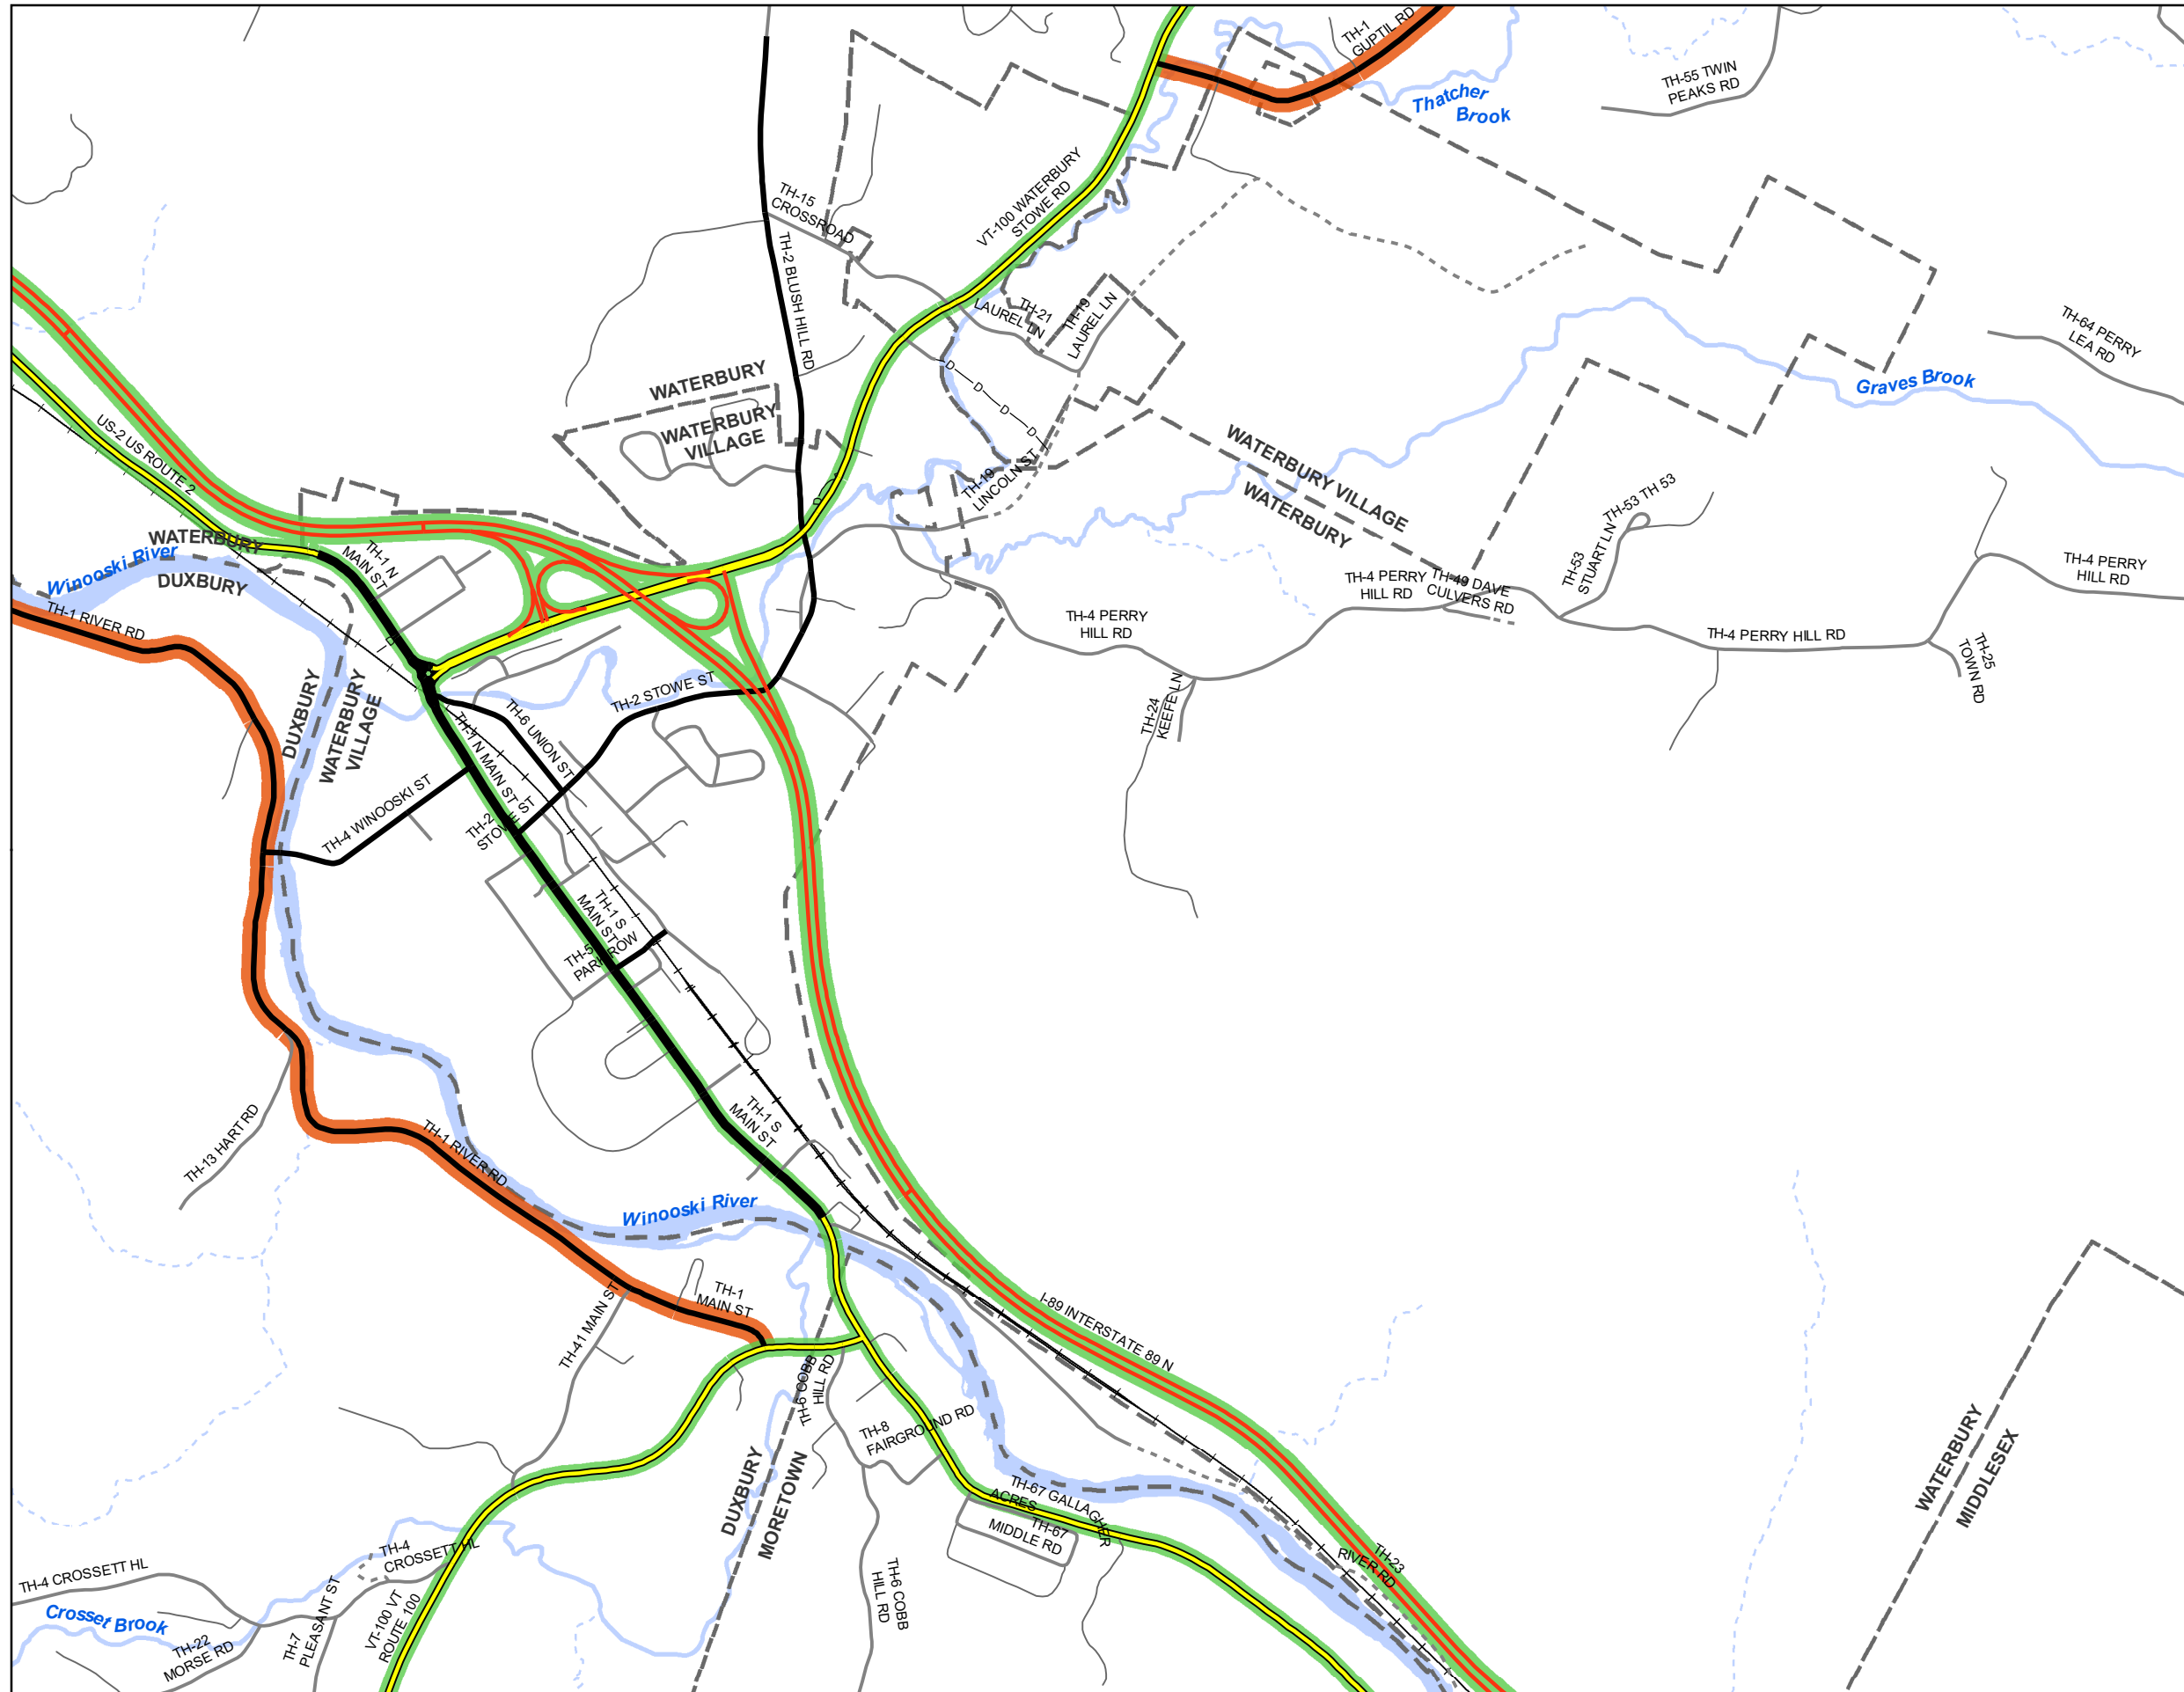 TH-1
GUPTIL RD
TH-55 TWIN
PEAKS RD
Thatcher
Brook
VT-100 WATERBURY
STOWE RD
TH-15
CROSSROAD
TH-2 BLUSH HILL RD
TH-21
LAUREL LN
TH-19
LAUREL LN
TH-64 PERRY
LEA RD
Graves Brook
WATERBURY
WATERBURY
VILLAGE
D
D
D
D
D
US-2 US ROUTE 2
TH-19
LINCOLN ST
WATERBURY VILLAGE
WATERBURY
TH-53 TH 53
TH-53
STUART LN
WATERBURY
Winooski River
DUXBURY
TH-1 N
MAIN ST
TH-1 RIVER RD
TH-4 PERRY
HILL RD
TH-49 DAVE
CULVERS RD
TH-4 PERRY
HILL RD
TH-4 PERRY
HILL RD
TH-4 PERRY HILL RD
TH-25
TOWN RD
D
DUXBURY
WATERBURY
VILLAGE
TH-2 STOWE ST
TH-6 UNION ST
TH-1 N MAIN ST
TH-24
KEEFE LN
TH-4 WINOOSKI ST
TH-2
STOWE ST
TH-1 S
MAIN ST
TH-5
PARK ROW
TH-13 HART RD
TH-1 S
MAIN ST
TH-1 RIVER RD
Winooski River
TH-1
MAIN ST
TH-41 MAIN ST
I-89 INTERSTATE 89 N
TH-6 COBB
HILL RD
TH-8
FAIRGROUND RD
WATERBURY
MIDDLESEX
DUXBURY
MORETOWN
TH-67 GALLAGHER
ACRES
TH-67
MIDDLE RD
TH-23
RIVER RD
TH-4
CROSSETT HL
TH-4 CROSSETT HL
Crosset Brook
TH-22
MORSE RD
TH-7
PLEASANT ST
VT-100 VT
ROUTE 100
TH-6 COBB
HILL RD